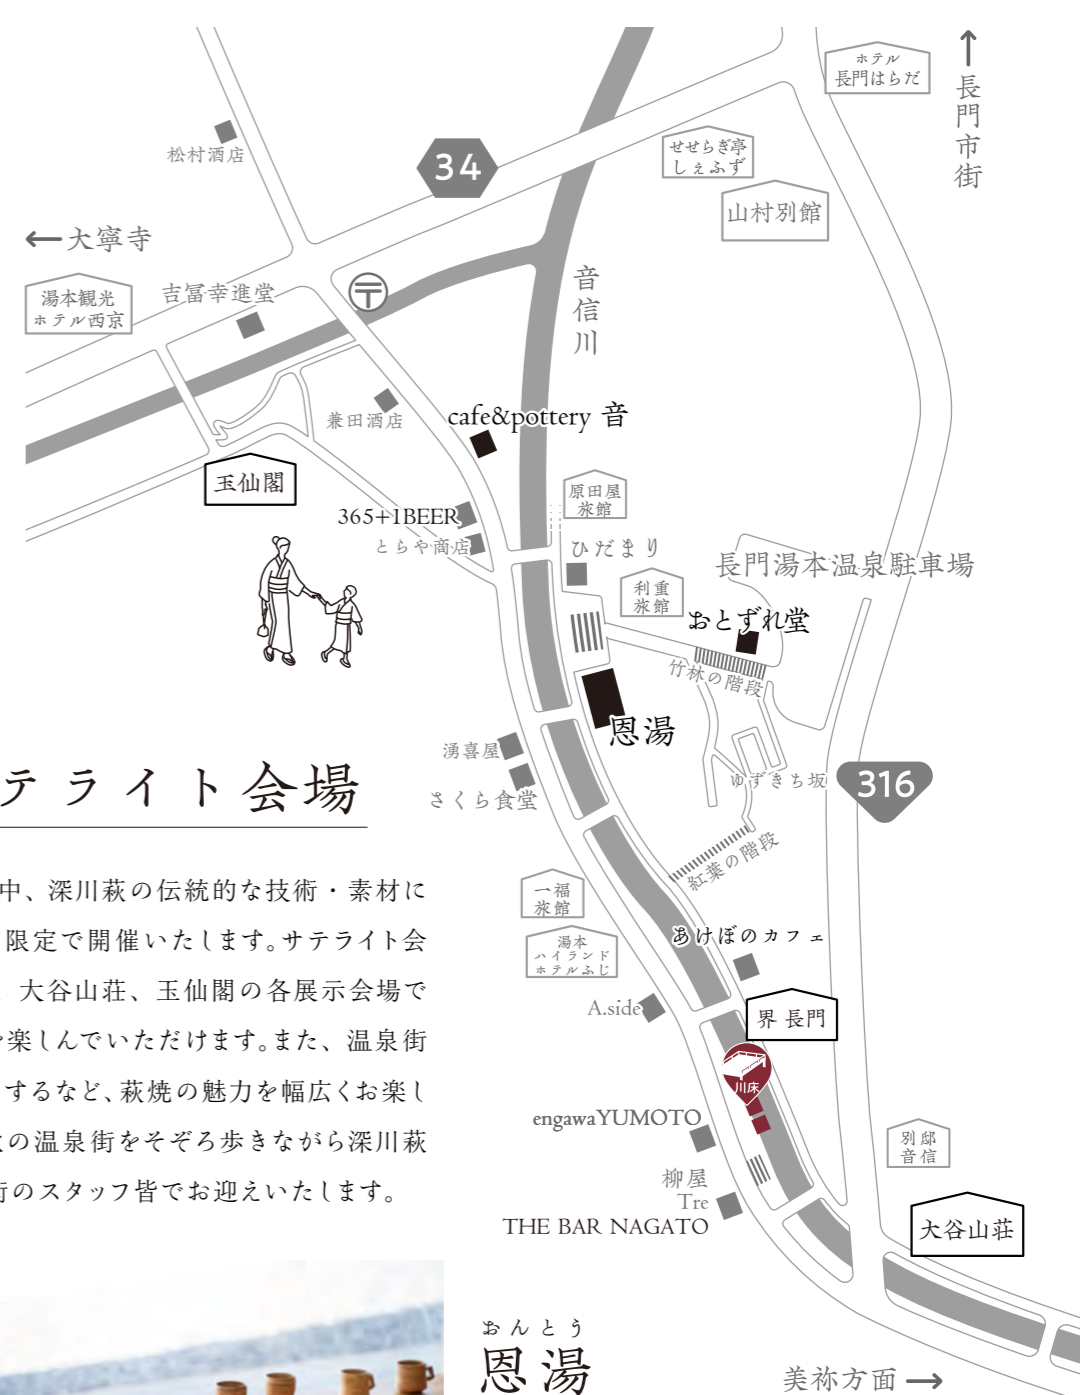 ホテル
長門はらだ
長門市街
松村酒店
34
せせらぎ亭
しぇふず
山村別館
大寧寺
湯本観光
ホテル西京
吉冨幸進堂
音信川
兼田酒店
cafe&pottery 音
玉仙閣
365+1BEER
とらや商店
原田屋
旅館
ひだまり
長門湯本温泉駐車場
利重
旅館
おとずれ堂
竹林の階段
恩湯
湧喜屋
さくら食堂
ゆずきち坂
316
紅葉の階段
テライト会場
中、深川萩の伝統的な技術・素材に
限定で開催いたします。サテライト会
、大谷山荘、玉仙閣の各展示会場で
楽しんでいただけます。また、温泉街
するなど、萩焼の魅力を幅広くお楽し
の温泉街をそぞろ歩きながら深川萩
街のスタッフ皆でお迎えいたします。
一福
旅館
湯本
ハイランド
ホテルふじ
あけぼのカフェ
A.side
界 長門
川床
engawaYUMOTO
別邸
音信
柳屋
Tre
THE BAR NAGATO
大谷山荘
おんとう
恩湯
美祢方面